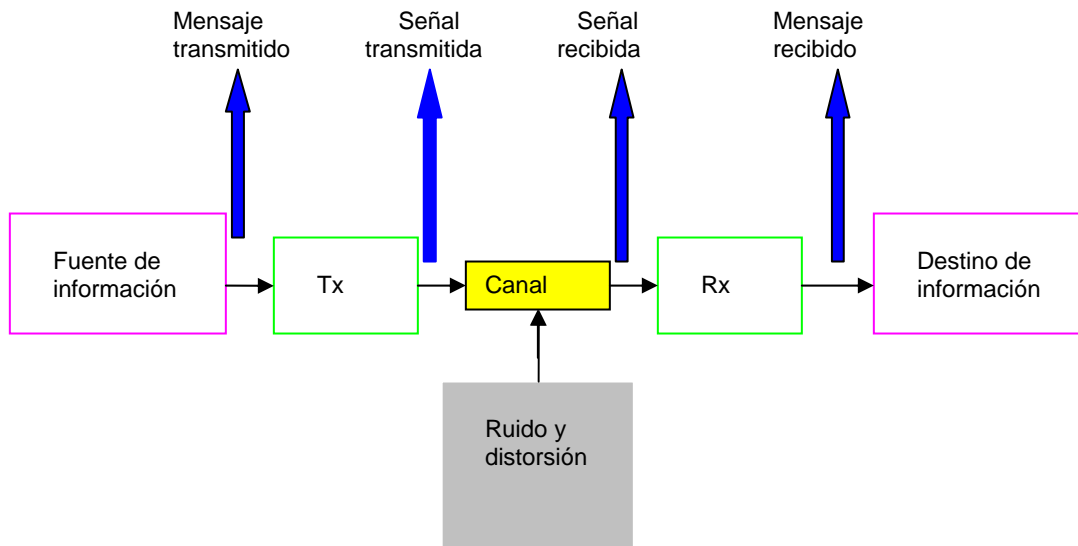 Mensaje
transmitido
Señal
transmitida
Señal
recibida
Mensaje
recibido
Fuente de
información
Tx
Canal
Rx
Destino de
información
Ruido y
distorsión